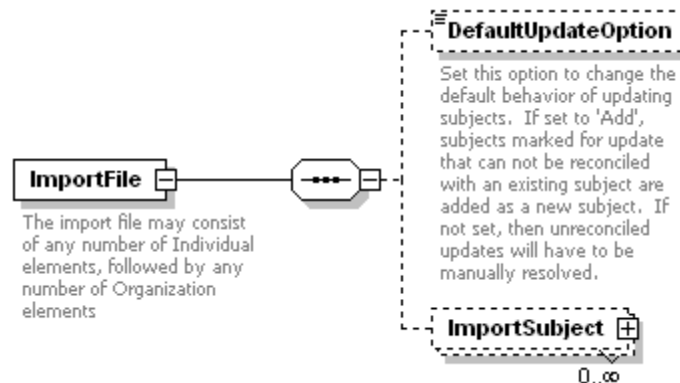 DefaultUpdateOption
Set this option to change the
default behavior of updating
subjects. If set to 'Add',
subjects marked for update
that can not be reconciled
with an existing subject are
added as a new subject. If
not set, then unreconciled
updates will have to be
manually resolved.
ImportFile
The import file may consist
of any number of Individual
elements, followed by any
number of Organization
elements
ImportSubject
0..∞